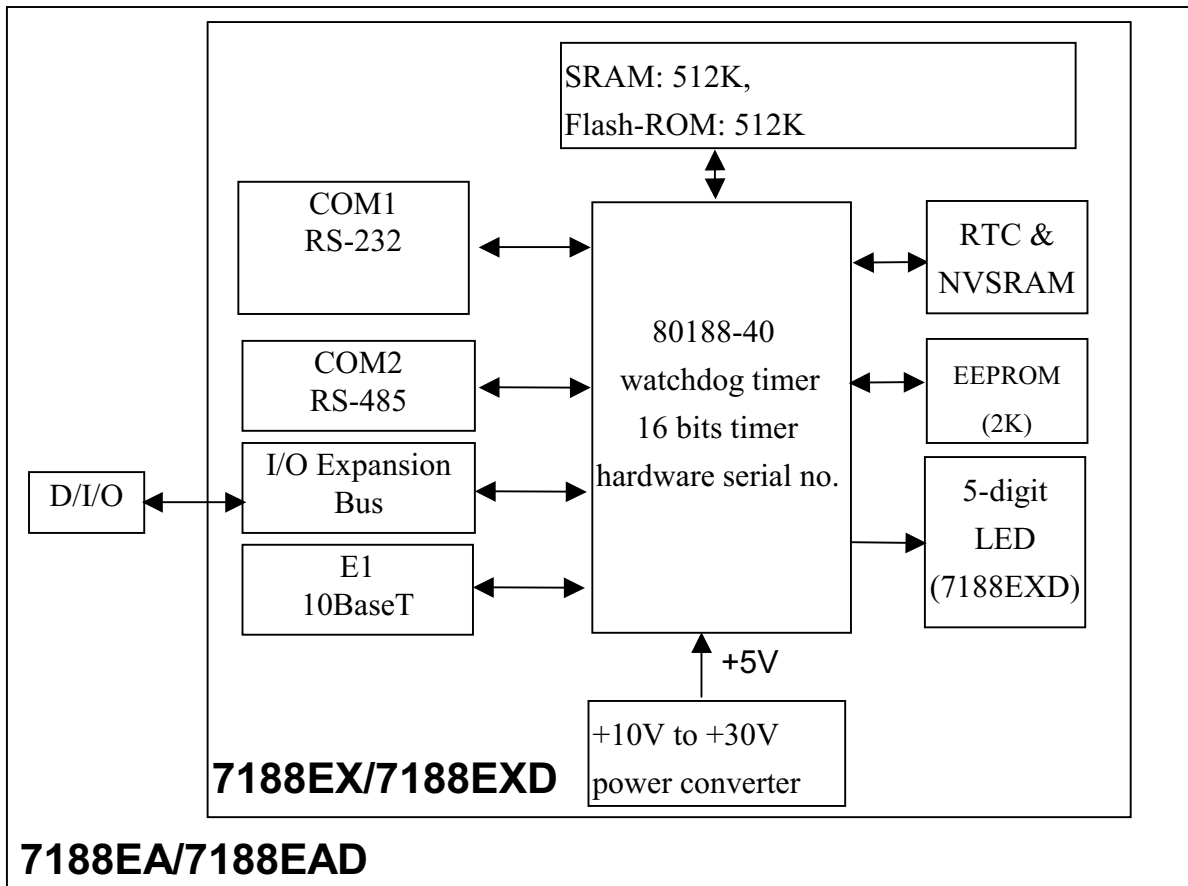 SRAM: 512K,
Flash-ROM: 512K
COM1
RS-232
RTC &
NVSRAM
80188-40
watchdog timer
16 bits timer
hardware serial no.
COM2
RS-485
EEPROM
(2K)
I/O Expansion
Bus
D/I/O
5-digit
LED
(7188EXD)
E1
10BaseT
+5V
+10V to +30V
power converter
7188EX/7188EXD
7188EA/7188EAD